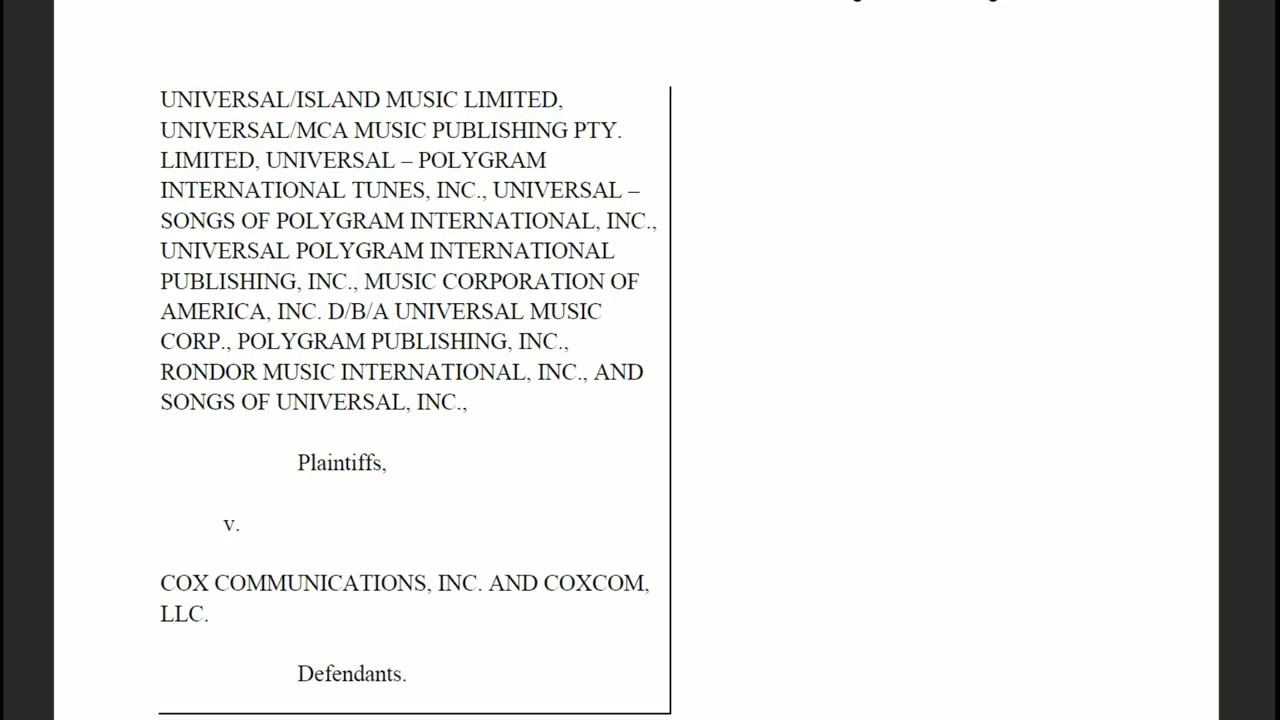 UNIVERSAL/ISLAND MUSIC LIMITED,
UNIVERSAL/MCA MUSIC PUBLISHING PTY.
LIMITED, UNIVERSAL – POLYGRAM
INTERNATIONAL TUNES, INC., UNIVERSAL –
SONGS OF POLYGRAM INTERNATIONAL, INC.,
UNIVERSAL POLYGRAM INTERNATIONAL
PUBLISHING, INC., MUSIC CORPORATION OF
AMERICA, INC. D/B/A UNIVERSAL MUSIC
CORP., POLYGRAM PUBLISHING, INC.,
RONDOR MUSIC INTERNATIONAL, INC., AND
SONGS OF UNIVERSAL, INC.,
Plaintiffs,
v.
COX COMMUNICATIONS, INC. AND COXCOM,
LLC.
Defendants.